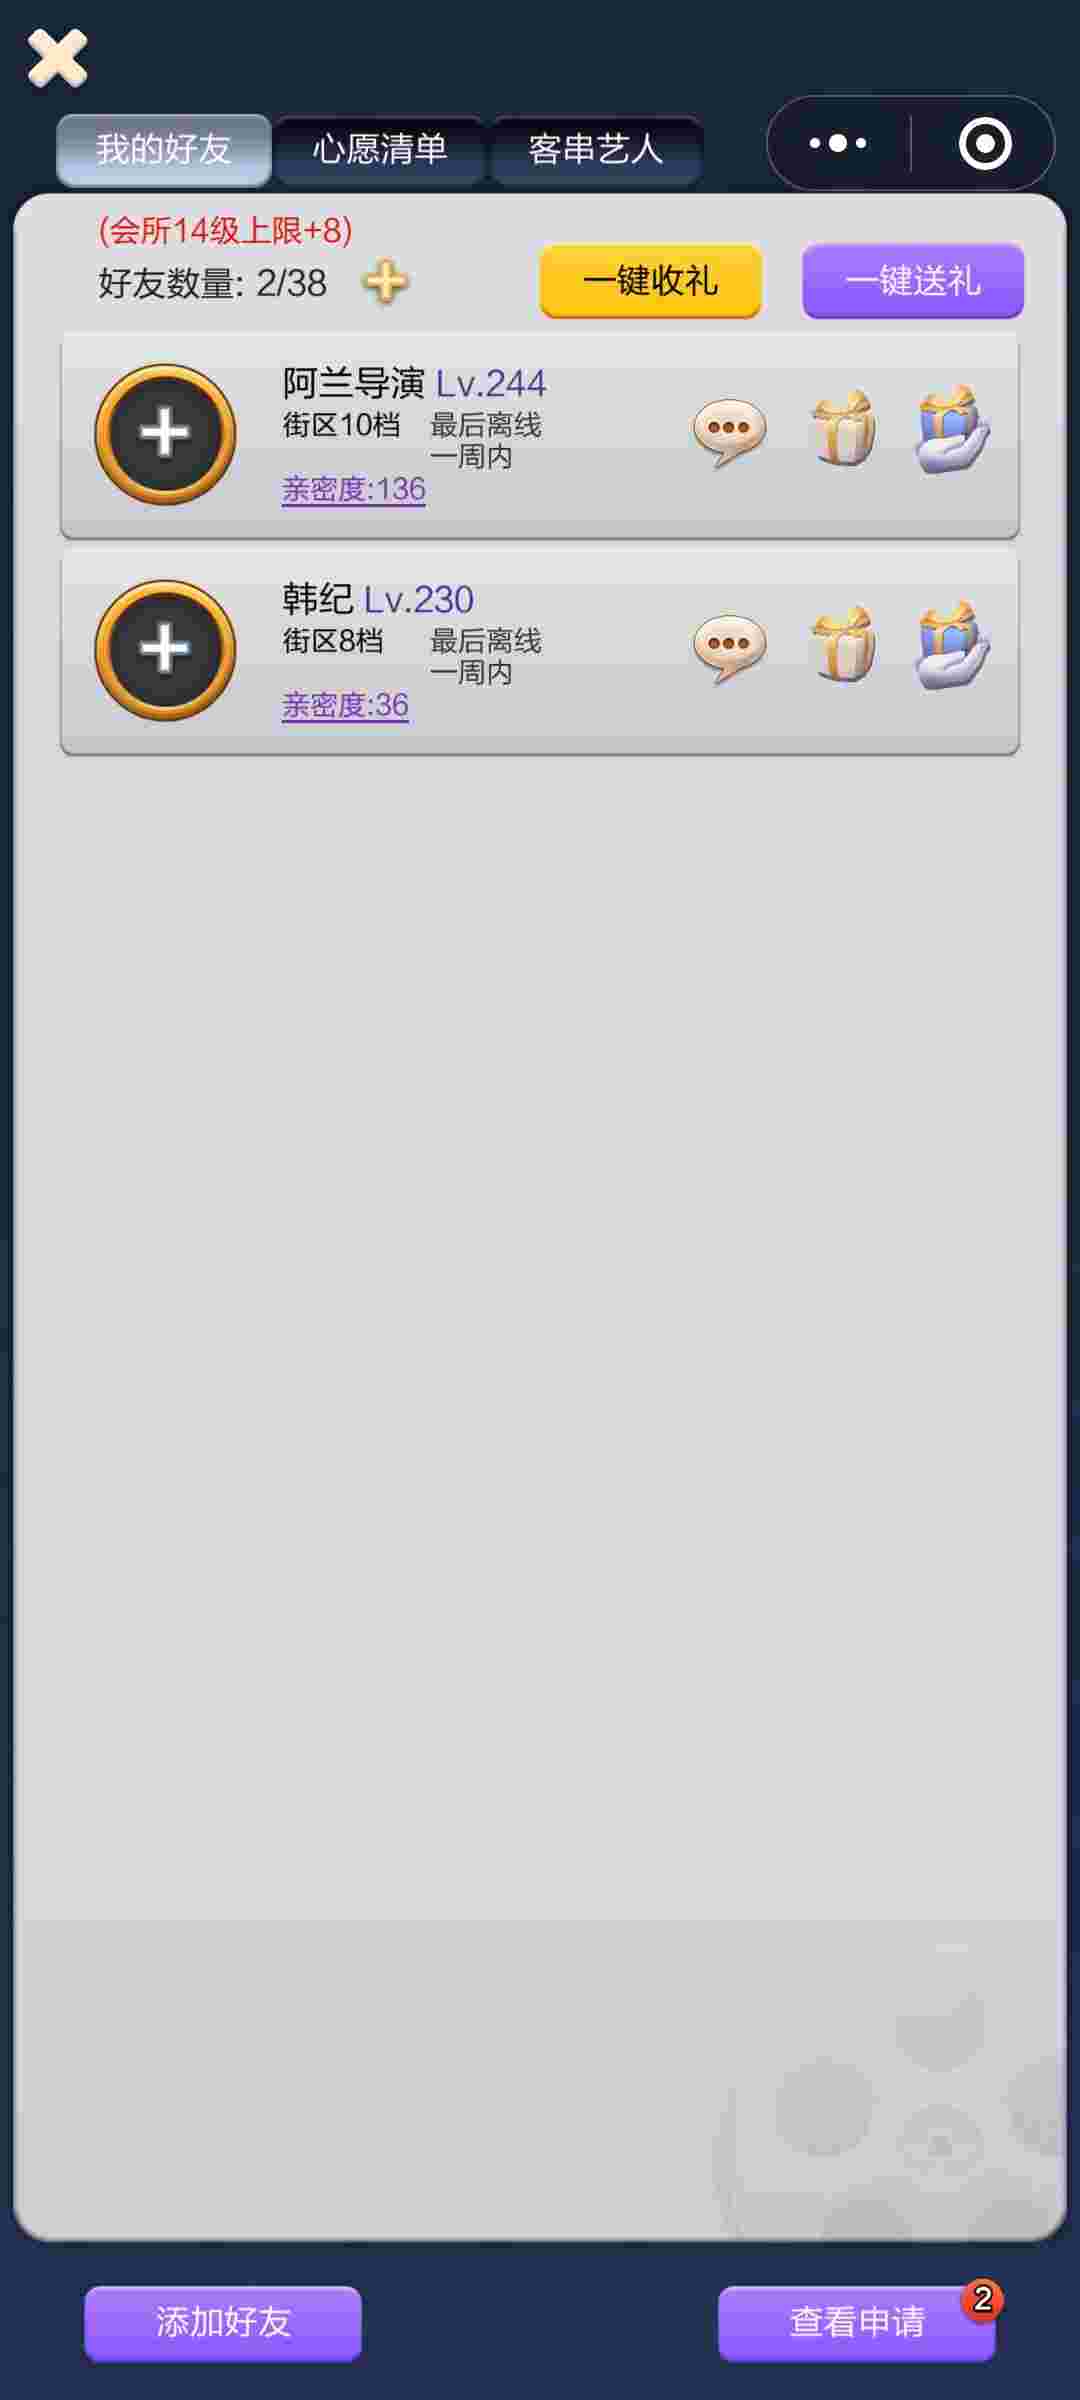 我的好友
心愿清单
客串艺人
(会所14级上限+8)
好友数量: 2/38
一键收礼
一键送礼
阿兰导演 Lv.244
街区10档 最后离线
一周内
亲密度:136
韩纪 Lv.230
街区8档 最后离线
一周内
亲密度:36
添加好友
查看申请
2